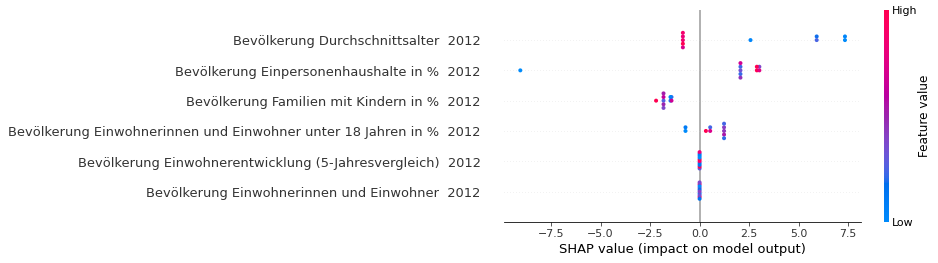 High
Bevölkerung Durchschnittsalter 2012
Bevölkerung Einpersonenhaushalte in % 2012
Bevölkerung Familien mit Kindern in % 2012
Bevölkerung Einwohnerinnen und Einwohner unter 18 Jahren in % 2012
Bevölkerung Einwohnerentwicklung (5-Jahresvergleich) 2012
Bevölkerung Einwohnerinnen und Einwohner 2012
Feature value
Low
−7.5 −5.0 −2.5 0.0 2.5 5.0 7.5
SHAP value (impact on model output)